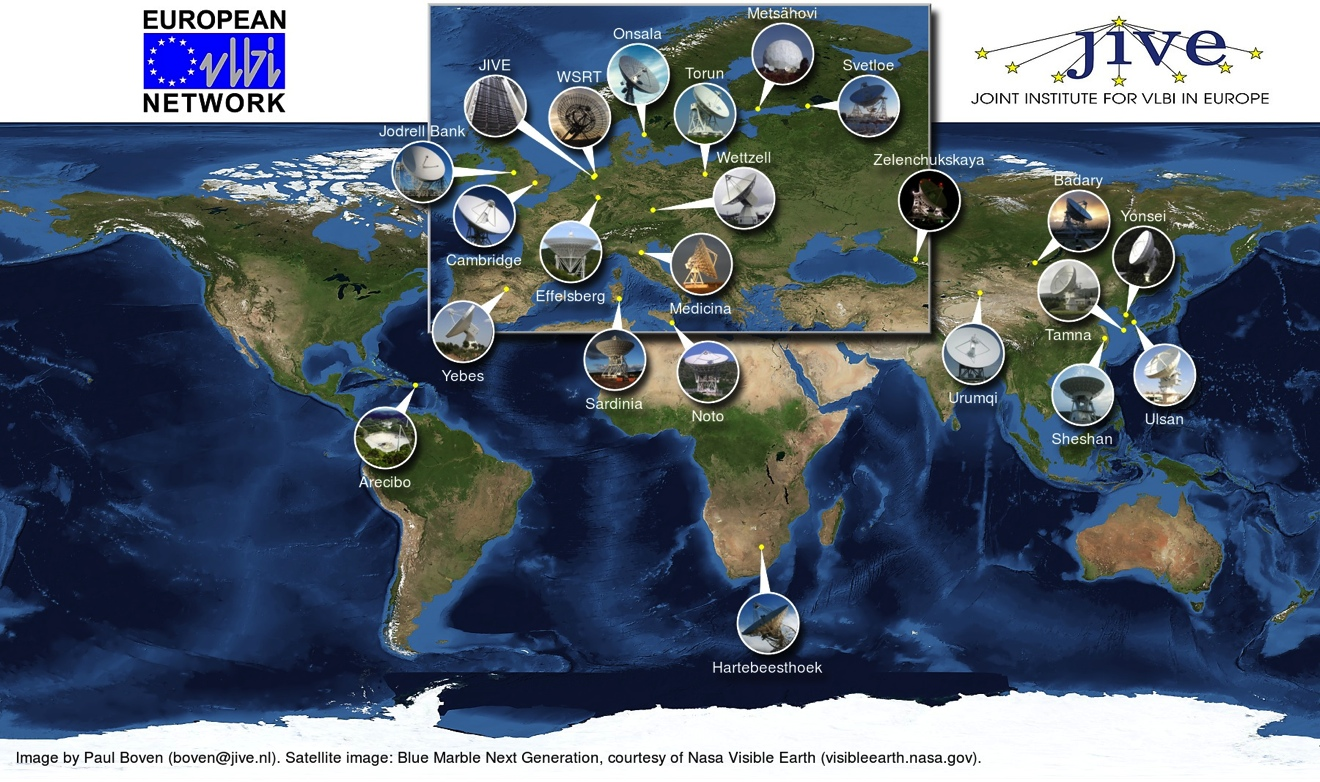 EUROPEAN
vlbi
NETWORK
jive
JOINT INSTITUTE FOR VLBI IN EUROPE
Metsähovi
Onsala
JIVE
WSRT
Torun
Svetloe
Jodrell Bank
Wettzell
Zelenchukskaya
Badary
Yonsei
Cambridge
Effelsberg
Medicina
Tamna
Yebes
Sardinia
Noto
Urumqi
Sheshan
Ulsan
Arecibo
Hartebeesthoek
Image by Paul Boven (boven@jive.nl). Satellite image: Blue Marble Next Generation, courtesy of Nasa Visible Earth (visibleearth.nasa.gov).